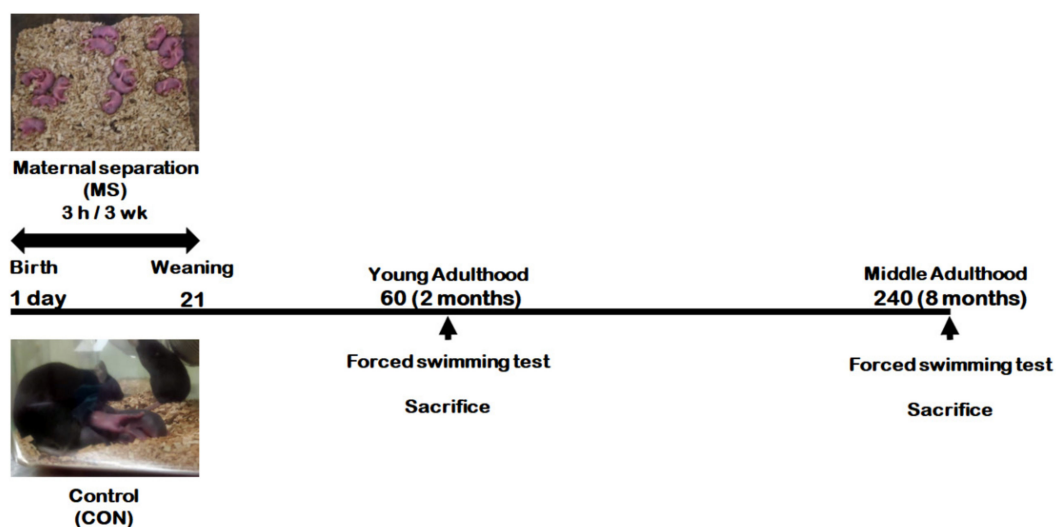 Maternal separation
(MS)
3 h / 3 wk
Birth
Weaning
Young Adulthood
Middle Adulthood
1 day
21
60 (2 months)
240 (8 months)
Forced swimming test
Forced swimming test
Sacrifice
Sacrifice
Control
(CON)